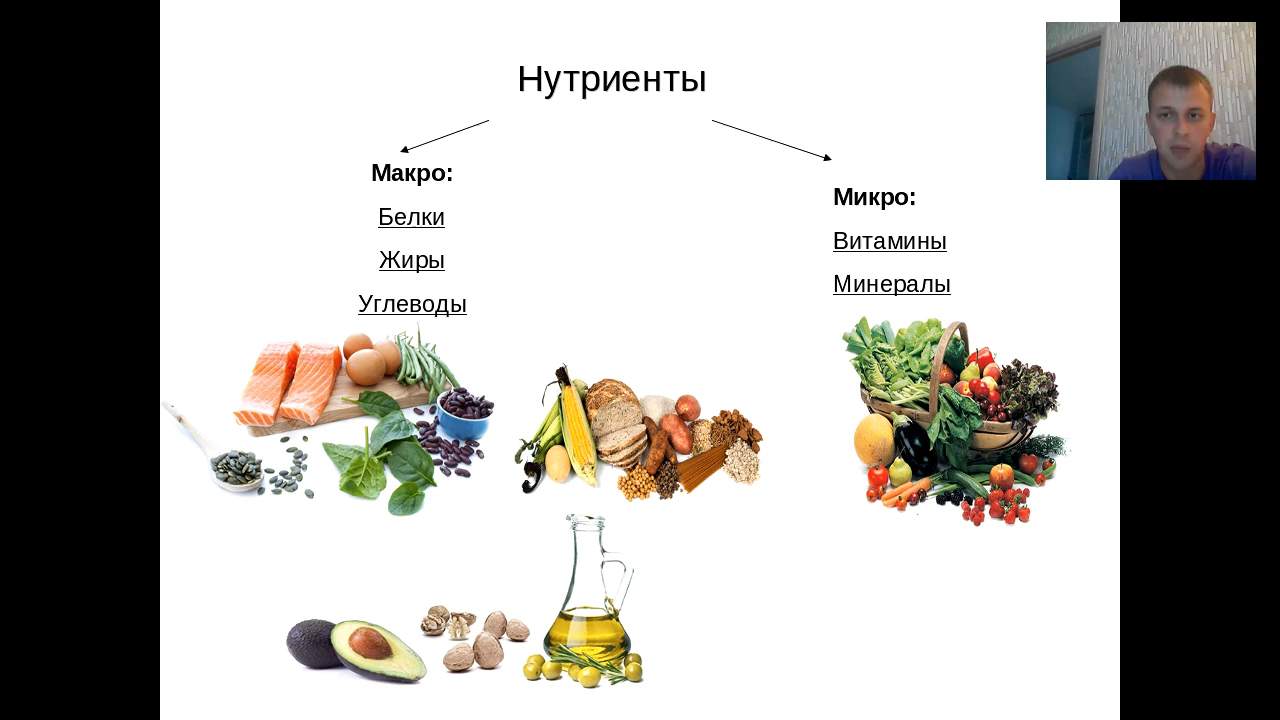 Нутриенты
Макро:
Белки
Жиры
Углеводы
Микро:
Витамины
Минералы